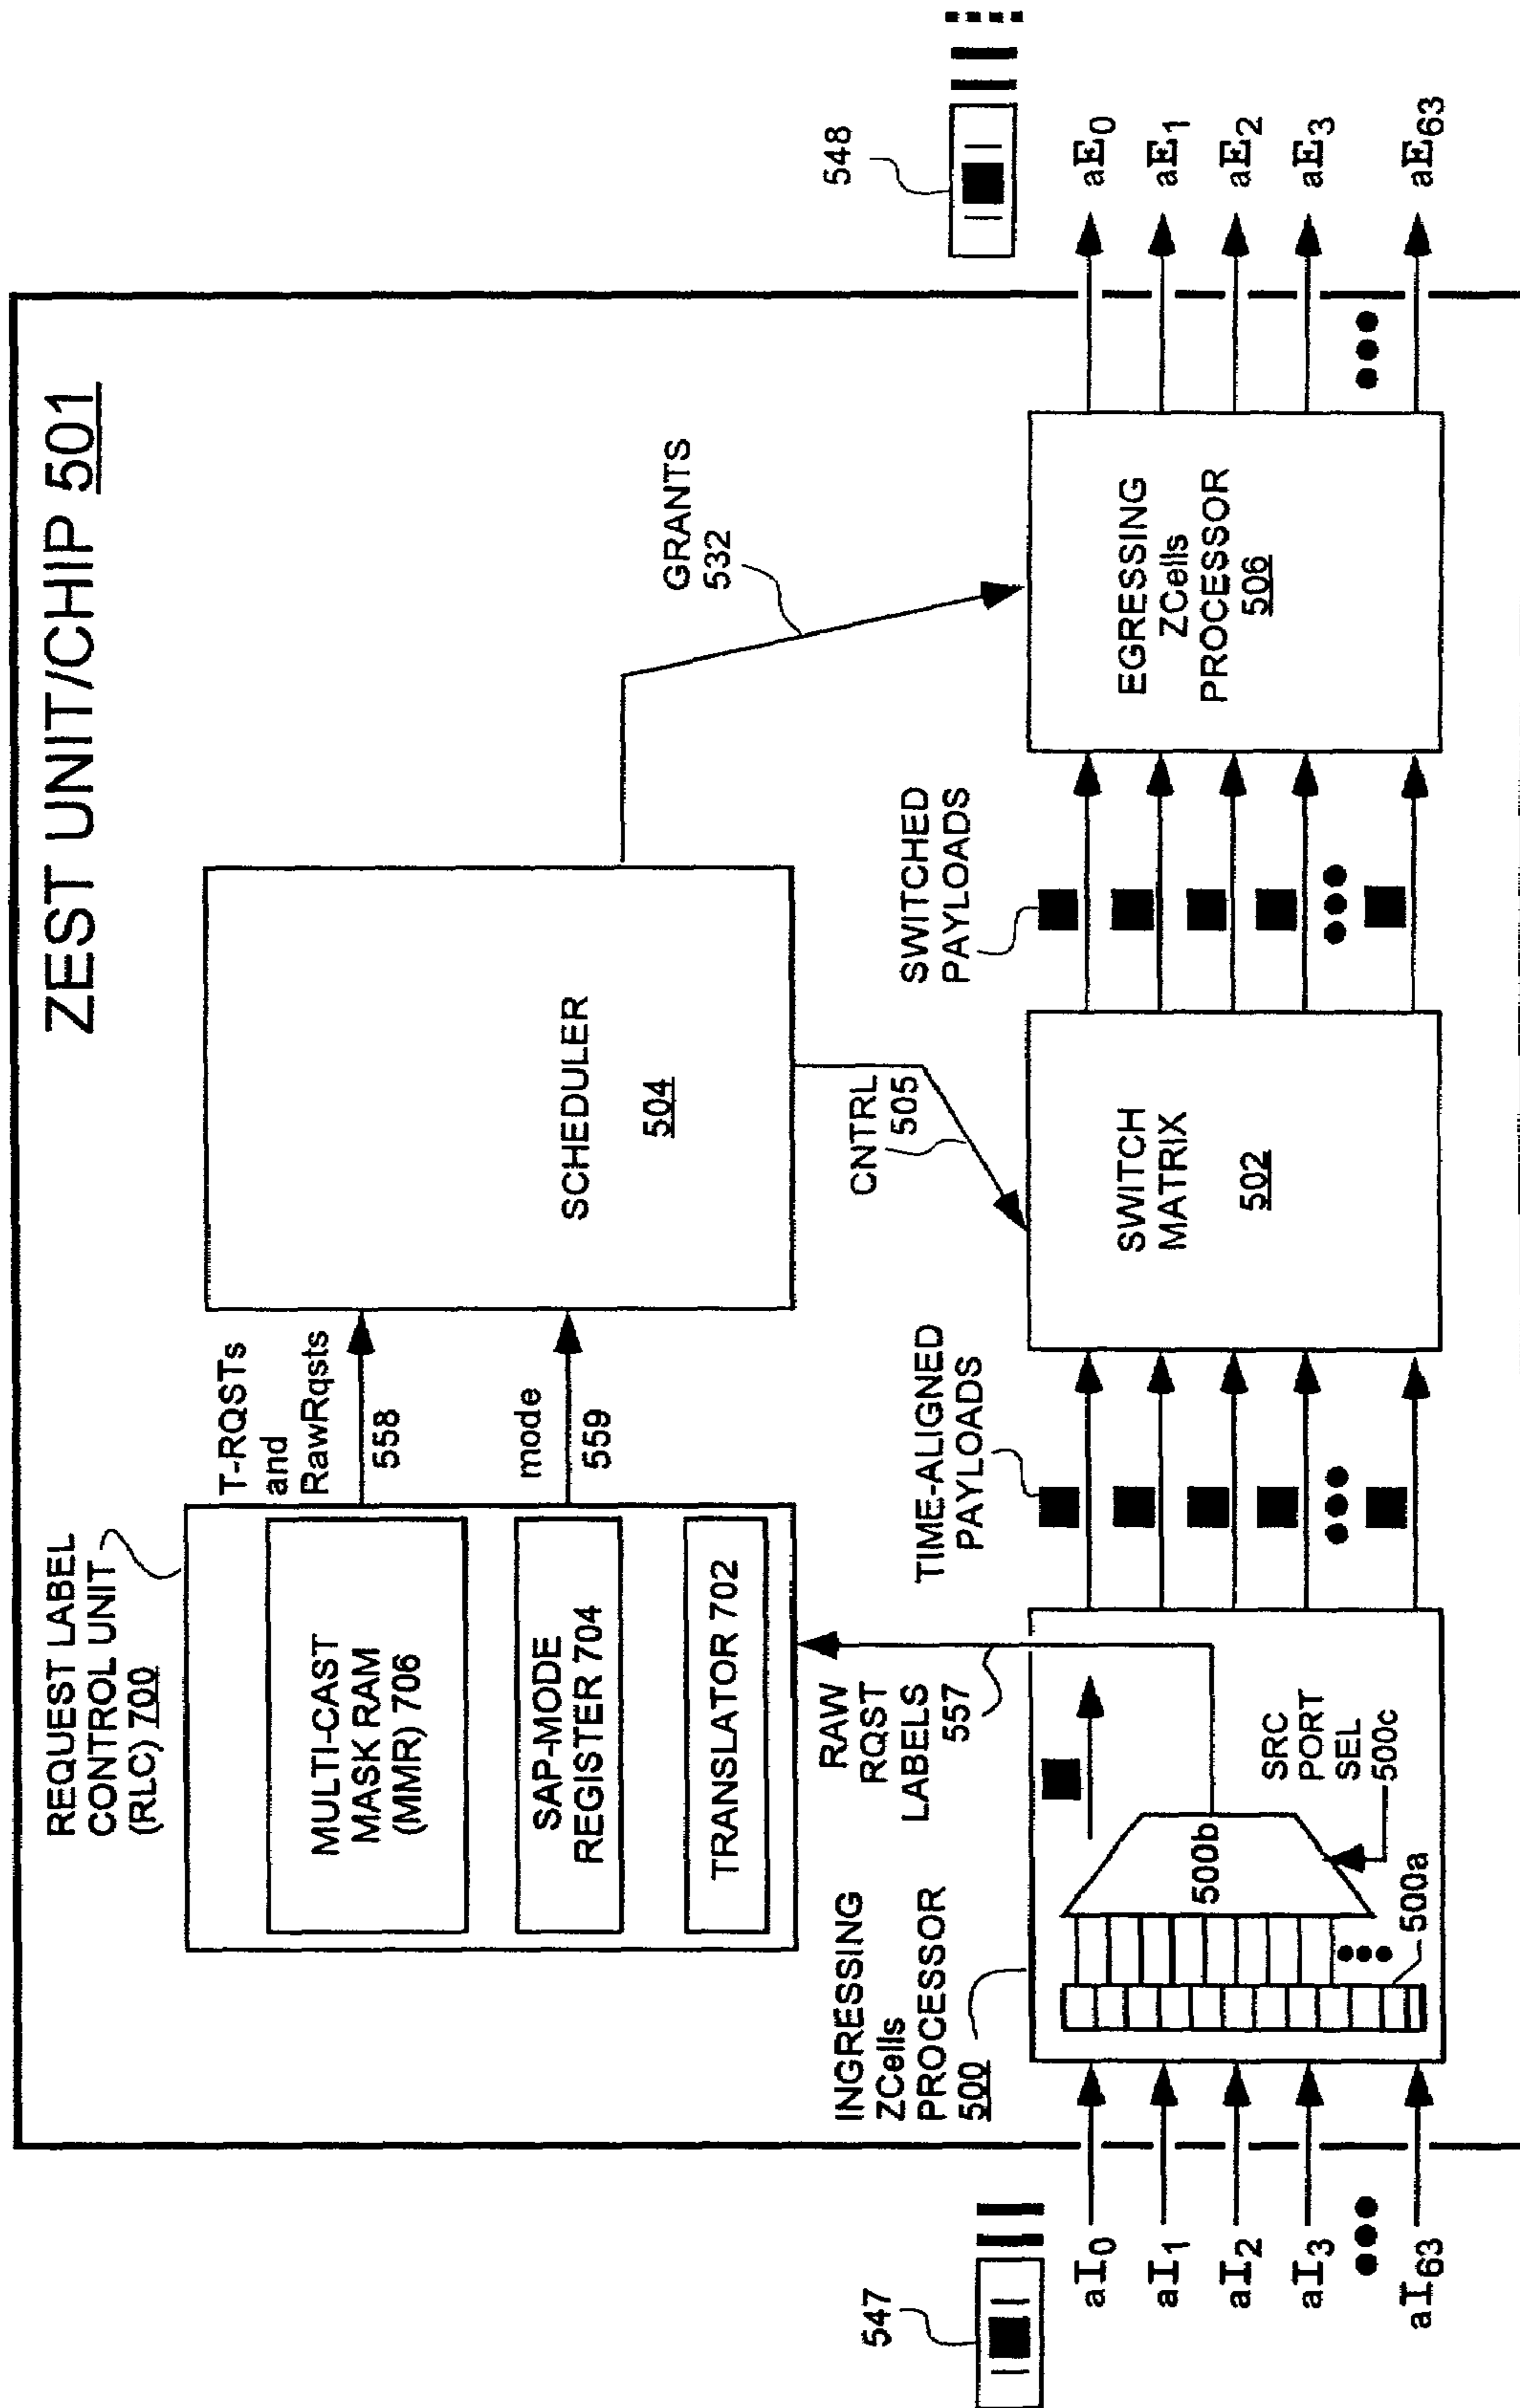 ZEST UNIT/CHIP 501
REQUEST LABEL
CONTROL UNIT
(RLC) 700
MULTI-CAST
MASK RAM
(MMR) 706
SAP-MODE
REGISTER 704
TRANSLATOR 702
T-RQSTs
and
RawRqsts
558
mode
559
SCHEDULER
504
GRANTS
532
CNTRL
505
RAW
RQST
LABELS
557
INGRESSING
ZCells
PROCESSOR
500
500b
SRC
PORT
SEL
500c
500a
TIME-ALIGNED
PAYLOADS
SWITCH
MATRIX
502
SWITCHED
PAYLOADS
EGRESSING
ZCells
PROCESSOR
506
547
aI0
aI1
aI2
aI3
aI63
548
aE0
aE1
aE2
aE3
aE63